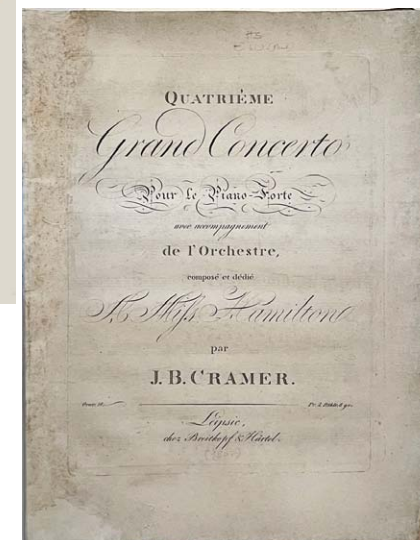 QUATRIÈME
Grand Concerto
Pour le Piano-Forte
avec accompagnement
de l'Orchestre,
composé et dédié
à Miss Hamilton
par
J. B. CRAMER.
Leipsic,
chez Breitkopf & Härtel.